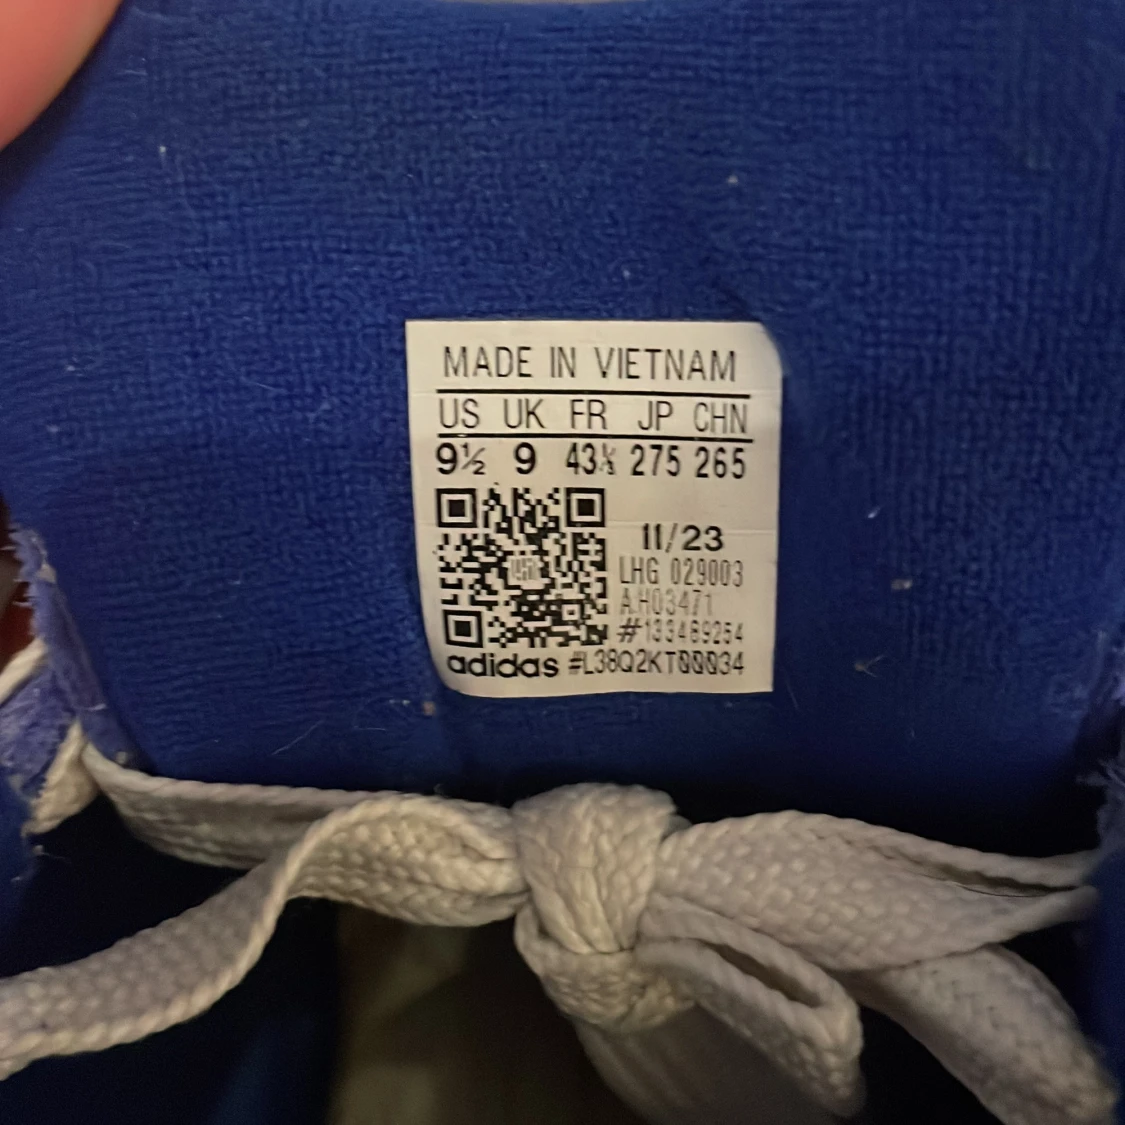 MADE IN VIETNAM
US UK FR JP CHN
9½ 9 43⅓ 275 265
11/23
LHG 029003
A:H03471
#133469254
adidas #L38Q2KT00034